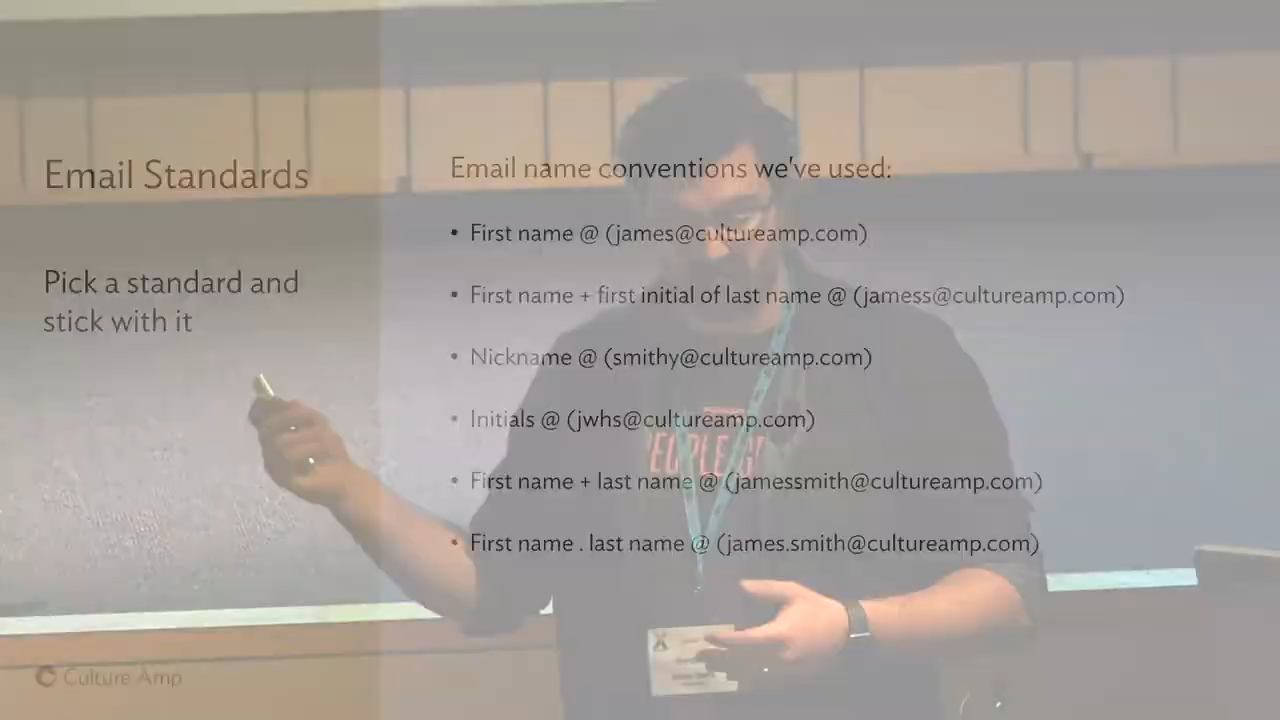 Email Standards
Pick a standard and
stick with it
Email name conventions we've used:
• First name @ (james@cultureamp.com)
• First name + first initial of last name @ (jamess@cultureamp.com)
• Nickname @ (smithy@cultureamp.com)
• Initials @ (jwhs@cultureamp.com)
• First name + last name @ (jamessmith@cultureamp.com)
• First name . last name @ (james.smith@cultureamp.com)
Culture Amp